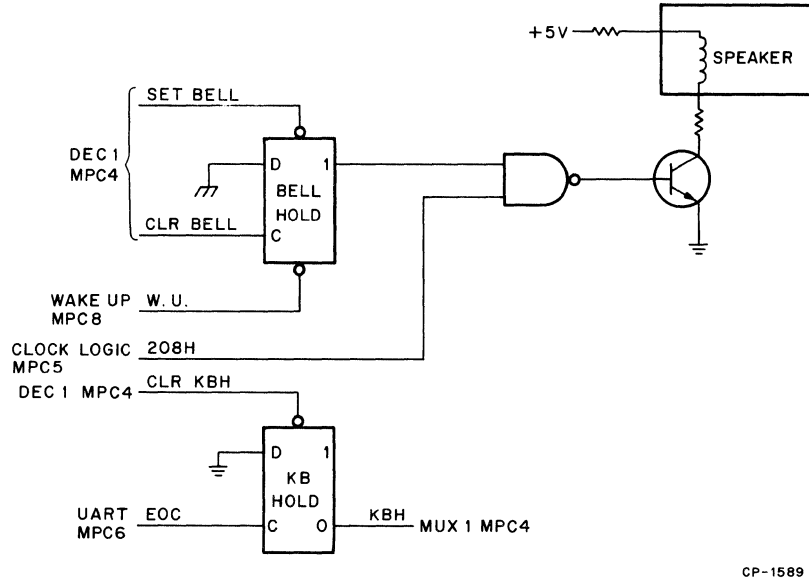 +5V
SPEAKER
SET BELL
DEC 1
MPC4
D 1
BELL
HOLD
CLR BELL
C
WAKE UP W. U.
MPC8
CLOCK LOGIC 208H
MPC5
DEC 1 MPC4 CLR KBH
D 1
KB
HOLD
UART EOC
MPC6
C 0
KBH
MUX 1 MPC4
CP-1589